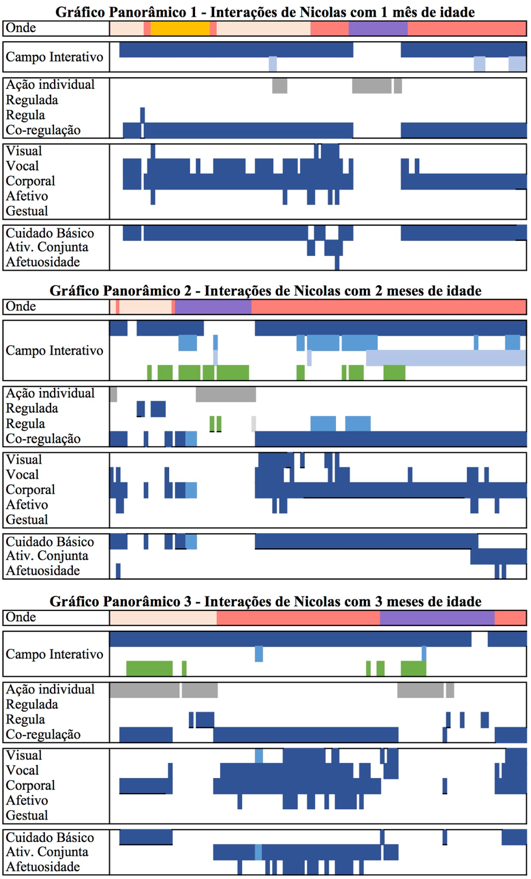 Gráfico Panorâmico 1 - Interações de Nicolas com 1 mês de idade
Onde
Campo Interativo
Ação individual
Regulada
Regula
Co-regulação
Visual
Vocal
Corporal
Afetivo
Gestual
Cuidado Básico
Ativ. Conjunta
Afetuosidade
Gráfico Panorâmico 2 - Interações de Nicolas com 2 meses de idade
Onde
Campo Interativo
Ação individual
Regulada
Regula
Co-regulação
Visual
Vocal
Corporal
Afetivo
Gestual
Cuidado Básico
Ativ. Conjunta
Afetuosidade
Gráfico Panorâmico 3 - Interações de Nicolas com 3 meses de idade
Onde
Campo Interativo
Ação individual
Regulada
Regula
Co-regulação
Visual
Vocal
Corporal
Afetivo
Gestual
Cuidado Básico
Ativ. Conjunta
Afetuosidade